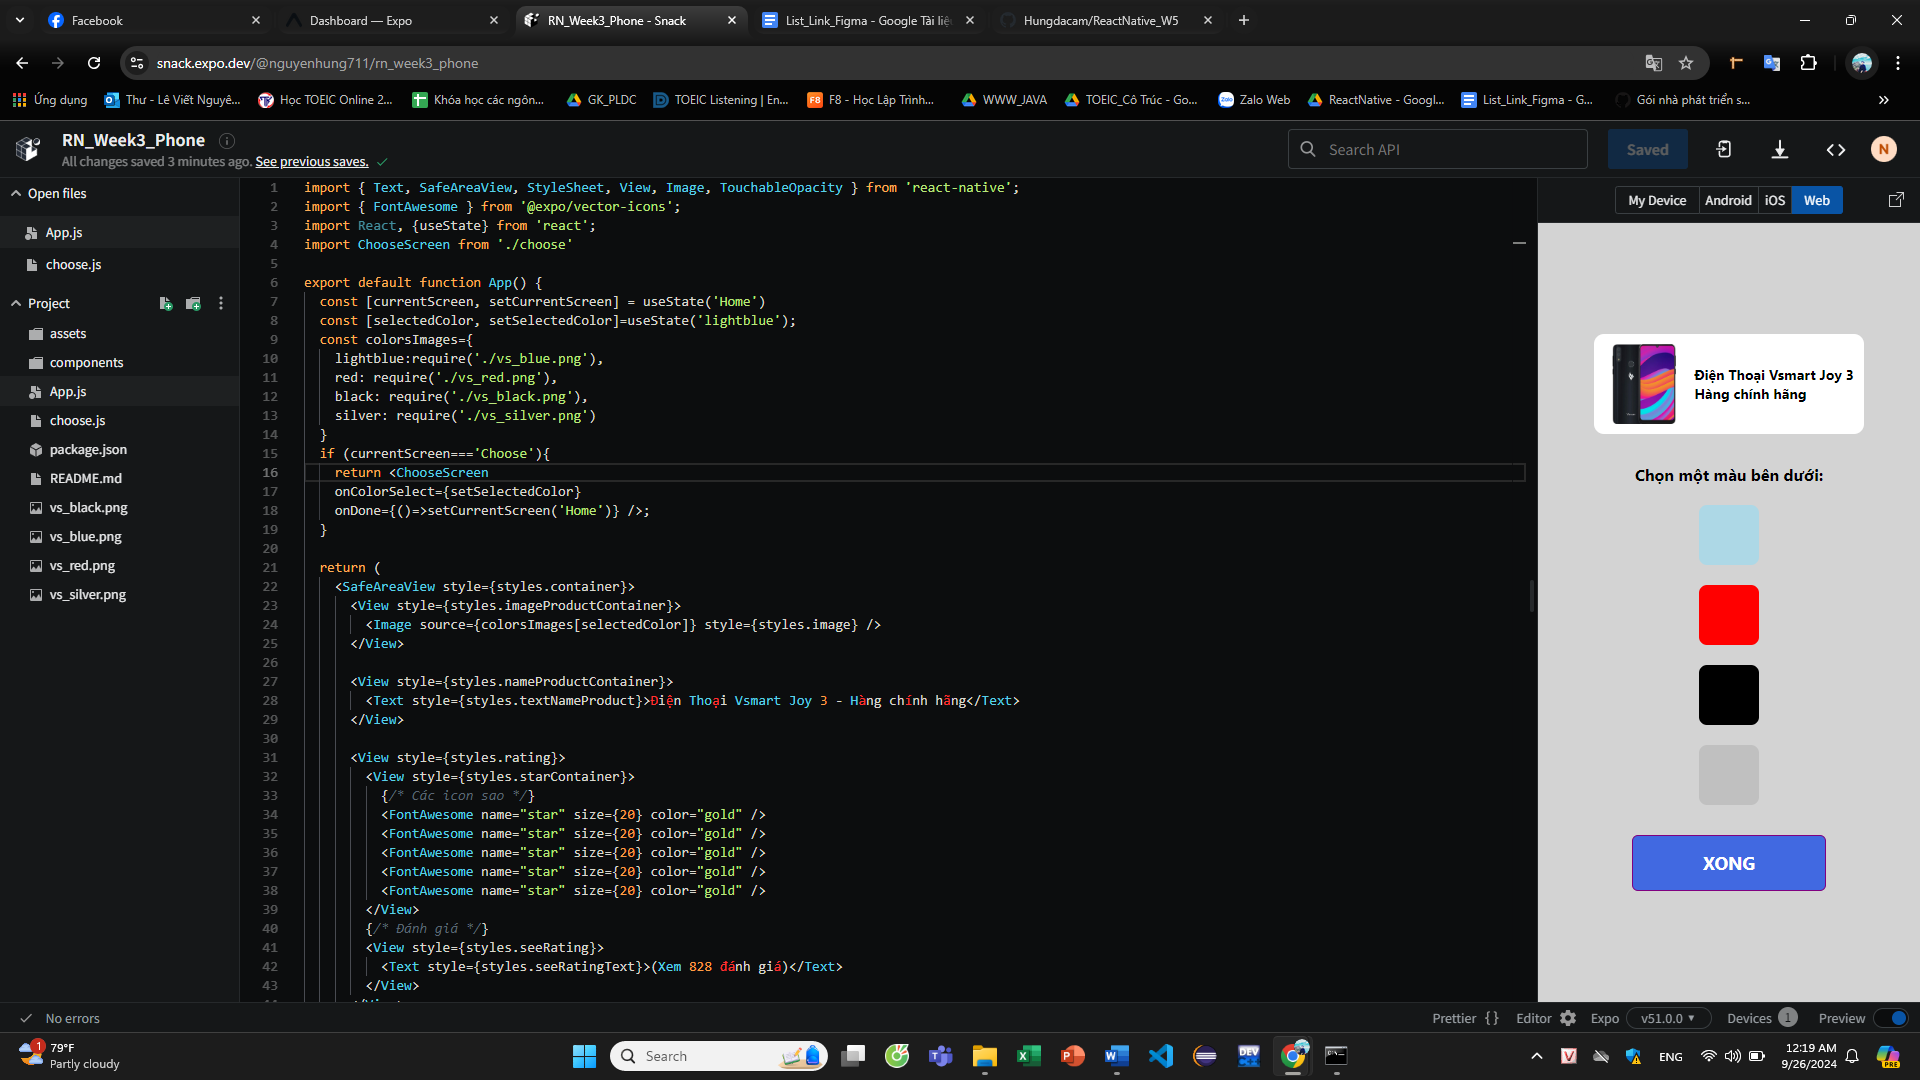 Facebook
Dashboard — Expo
RN_Week3_Phone - Snack
List_Link_Figma - Google Tài liệu
Hungdacam/ReactNative_W5
snack.expo.dev/@nguyenhung711/rn_week3_phone
Ứng dụng
Thư - Lê Viết Nguyê...
Học TOEIC Online 2...
Khóa học các ngôn...
GK_PLDC
TOEIC Listening | En...
F8 - Học Lập Trình...
WWW_JAVA
TOEIC_Cô Trúc - Go...
Zalo Web
ReactNative - Googl...
List_Link_Figma - G...
Gói nhà phát triển s...
RN_Week3_Phone
All changes saved 3 minutes ago. See previous saves.
Search API
Saved
N
Open files
App.js
choose.js
Project
assets
components
App.js
choose.js
package.json
README.md
vs_black.png
vs_blue.png
vs_red.png
vs_silver.png
1 import { Text, SafeAreaView, StyleSheet, View, Image, TouchableOpacity } from 'react-native';
2 import { FontAwesome } from '@expo/vector-icons';
3 import React, {useState} from 'react';
4 import ChooseScreen from './choose'
5
6 export default function App() {
7 const [currentScreen, setCurrentScreen] = useState('Home')
8 const [selectedColor, setSelectedColor]=useState('lightblue');
9 const colorsImages={
10 lightblue:require('./vs_blue.png'),
11 red: require('./vs_red.png'),
12 black: require('./vs_black.png'),
13 silver: require('./vs_silver.png')
14 }
15 if (currentScreen==='Choose'){
16 return <ChooseScreen
17 onColorSelect={setSelectedColor}
18 onDone={()=>setCurrentScreen('Home')} />;
19 }
20
21 return (
22 <SafeAreaView style={styles.container}>
23 <View style={styles.imageProductContainer}>
24 <Image source={colorsImages[selectedColor]} style={styles.image} />
25 </View>
26
27 <View style={styles.nameProductContainer}>
28 <Text style={styles.textNameProduct}>Điện Thoại Vsmart Joy 3 - Hàng chính hãng</Text>
29 </View>
30
31 <View style={styles.rating}>
32 <View style={styles.starContainer}>
33 {/* Các icon sao */}
34 <FontAwesome name="star" size={20} color="gold" />
35 <FontAwesome name="star" size={20} color="gold" />
36 <FontAwesome name="star" size={20} color="gold" />
37 <FontAwesome name="star" size={20} color="gold" />
38 <FontAwesome name="star" size={20} color="gold" />
39 </View>
40 {/* Đánh giá */}
41 <View style={styles.seeRating}>
42 <Text style={styles.seeRatingText}>(Xem 828 đánh giá)</Text>
43 </View>
My Device
Android
iOS
Web
Điện Thoại Vsmart Joy 3
Hàng chính hãng
Chọn một màu bên dưới:
XONG
No errors
Prettier { }
Editor
Expo
v51.0.0
Devices 1
Preview
1
79°F
Partly cloudy
Search
DEV
ENG
12:19 AM
9/26/2024
PRE